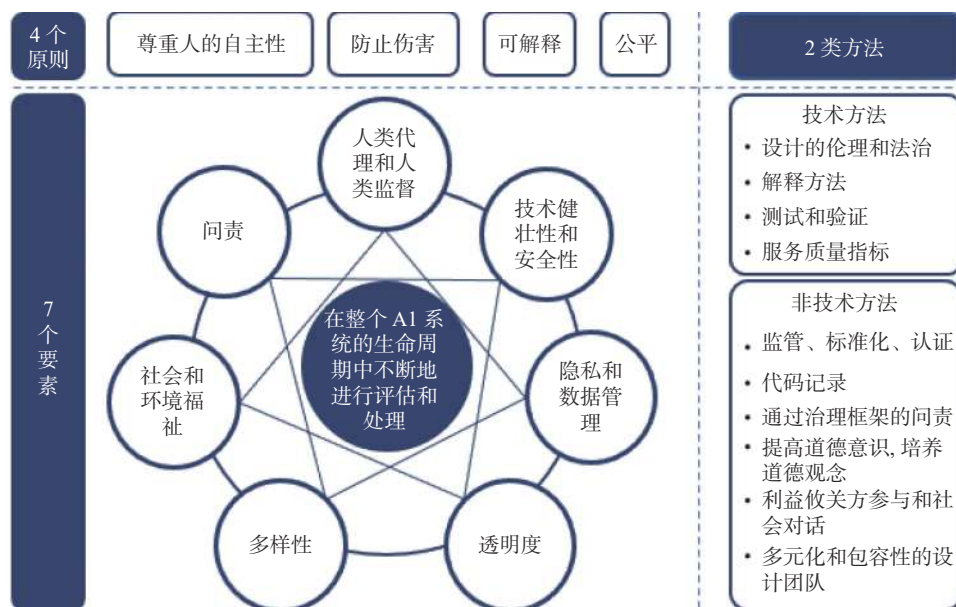 4 个
原则
尊重人的自主性
防止伤害
可解释
公平
2 类方法
7
个
要
素
人类代
理和人
类监督
技术健
壮性和
安全性
隐私和
数据管
理
透明度
多样性
社会和
环境福
祉
问责
在整个 A1 系
统的生命周
期中不断地
进行评估和
处理
技术方法
• 设计的伦理和法治
• 解释方法
• 测试和验证
• 服务质量指标
非技术方法
• 监管、标准化、认证
• 代码记录
• 通过治理框架的问责
• 提高道德意识, 培养
道德观念
• 利益攸关方参与和社
会对话
• 多元化和包容性的设
计团队